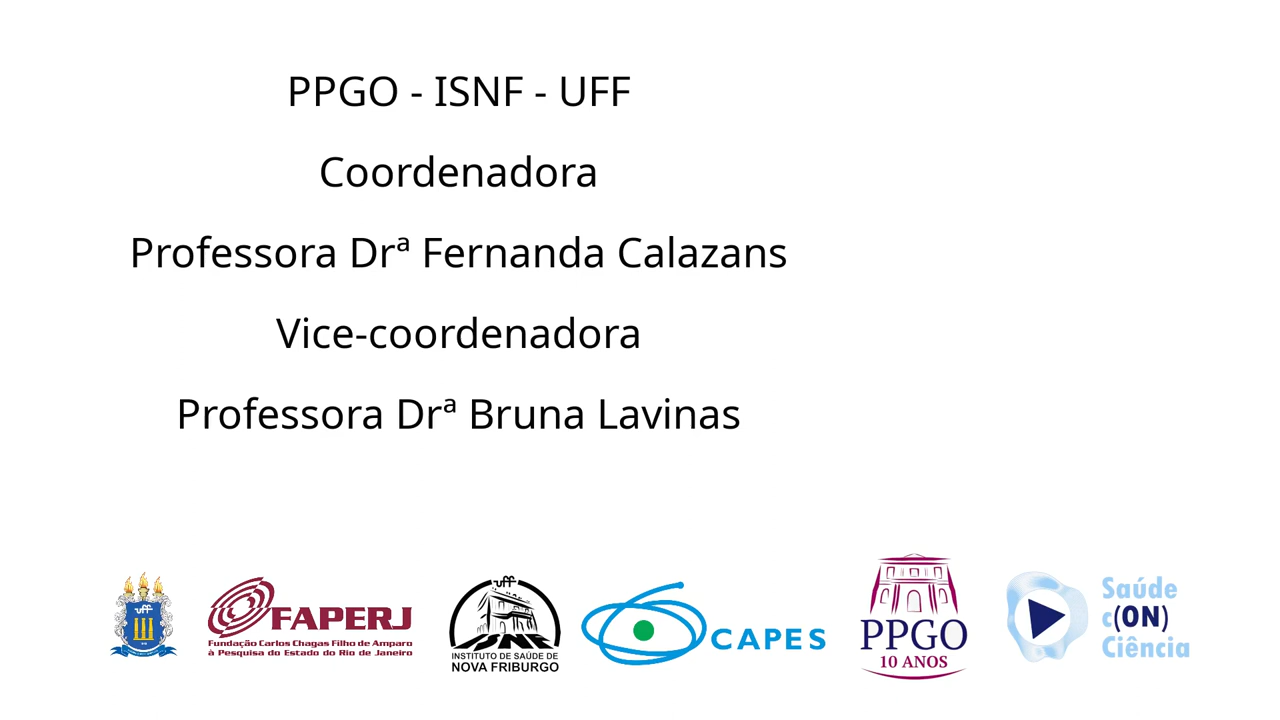 PPGO - ISNF - UFF
Coordenadora
Professora Drª Fernanda Calazans
Vice-coordenadora
Professora Drª Bruna Lavinas
uff
FAPERJ
Fundação Carlos Chagas Filho de Amparo
à Pesquisa do Estado do Rio de Janeiro
uff
ISNF
INSTITUTO DE SAÚDE DE
NOVA FRIBURGO
CAPES
PPGO
10 ANOS
Saúde
c(ON)
Ciência